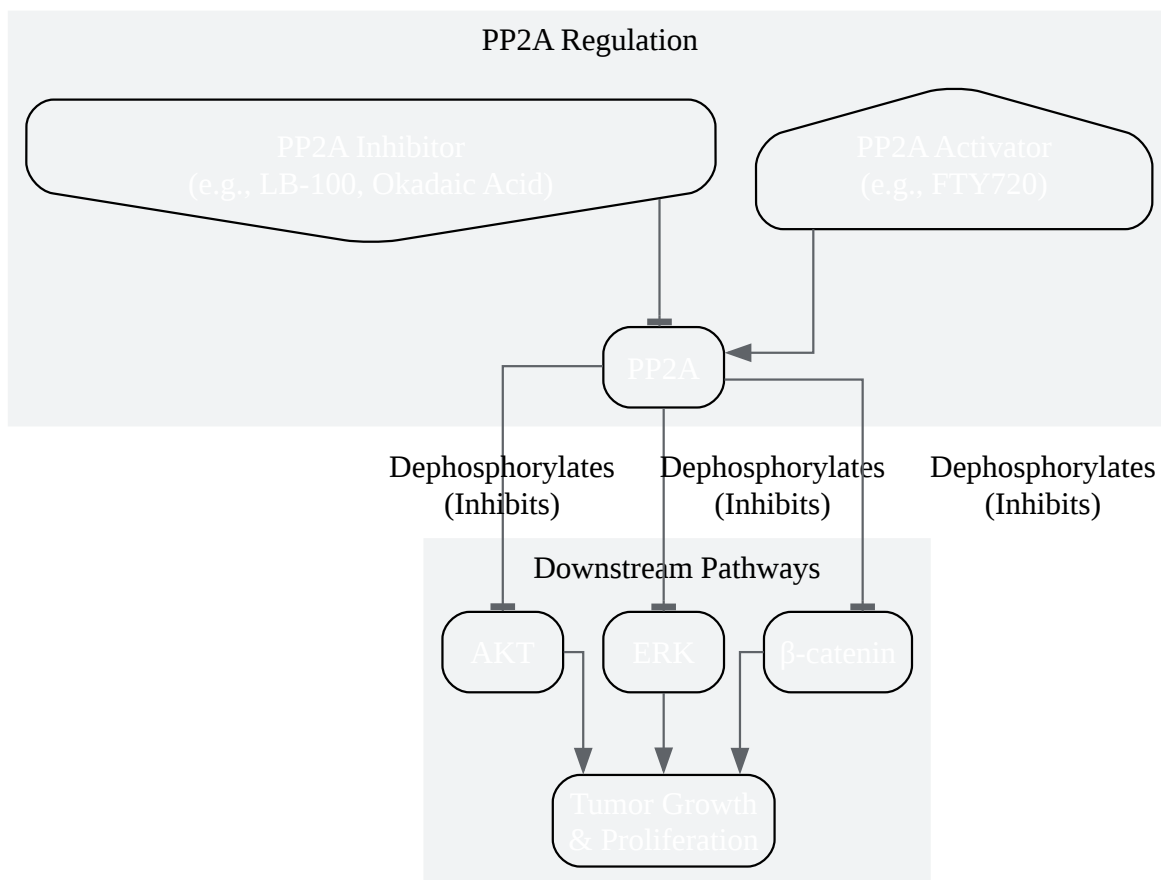 PP2A Regulation
PP2A Inhibitor
(e.g., LB-100, Okadaic Acid)
PP2A Activator
(e.g., FTY720)
PP2A
Dephosphorylates
(Inhibits)
Dephosphorylates
(Inhibits)
Dephosphorylates
(Inhibits)
Downstream Pathways
AKT
ERK
β-catenin
Tumor Growth
& Proliferation